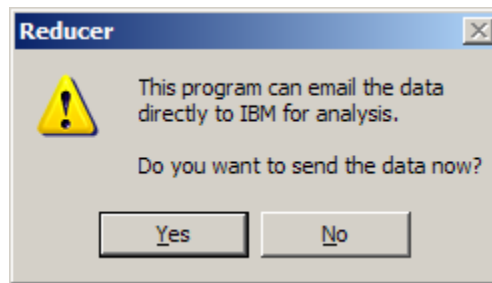 Reducer
This program can email the data
directly to IBM for analysis.
Do you want to send the data now?
Yes
No